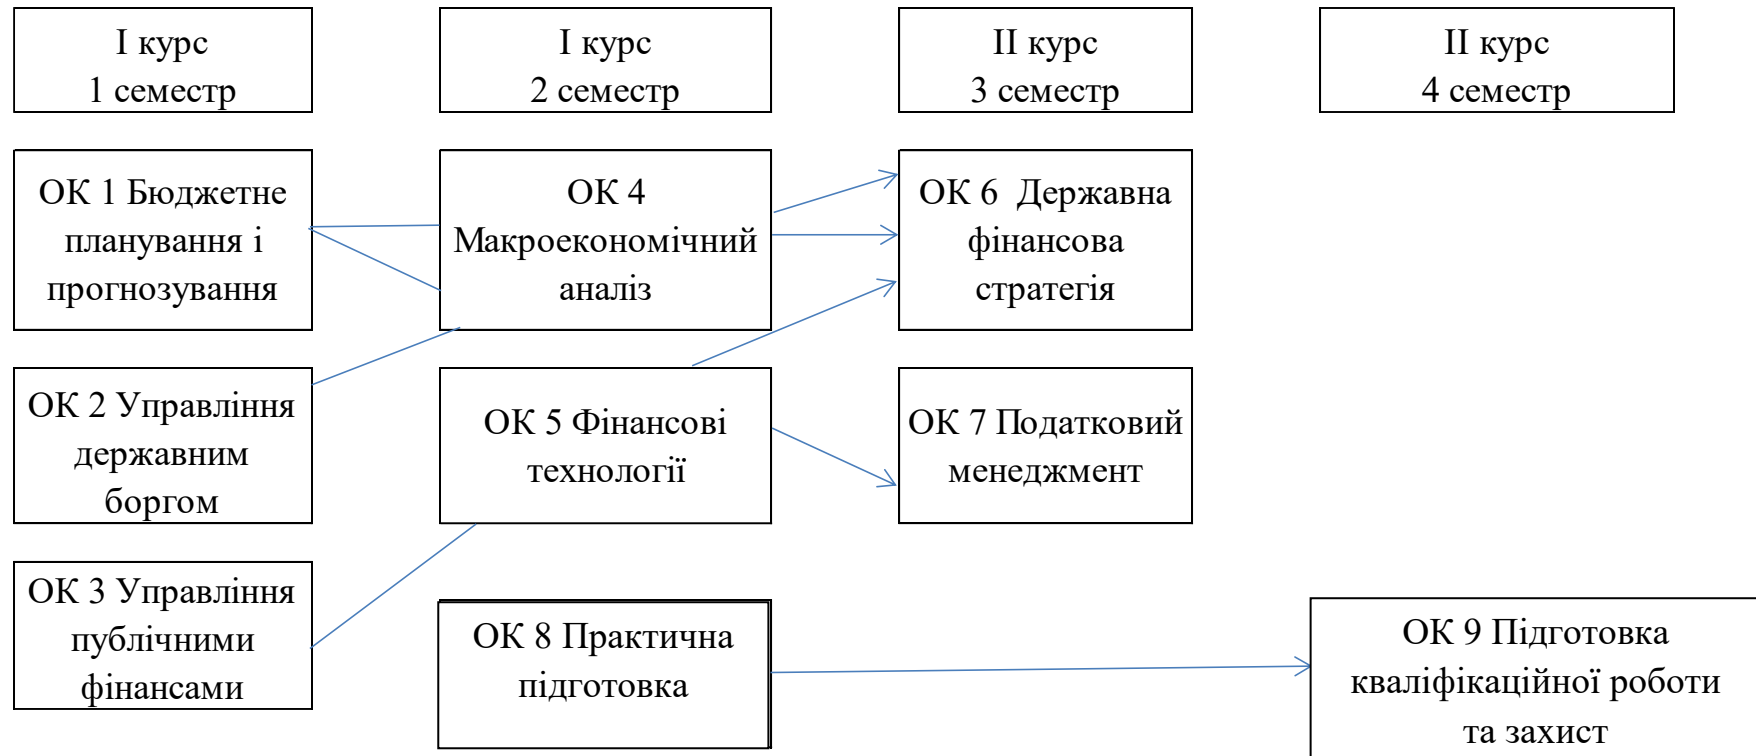 І курс
1 семестр
І курс
2 семестр
ІІ курс
3 семестр
ІІ курс
4 семестр
ОК 1 Бюджетне
планування і
прогнозування
ОК 4
Макроекономічний
аналіз
ОК 6 Державна
фінансова
стратегія
ОК 2 Управління
державним
боргом
ОК 5 Фінансові
технології
ОК 7 Податковий
менеджмент
ОК 3 Управління
публічними
фінансами
ОК 8 Практична
підготовка
ОК 9 Підготовка
кваліфікаційної роботи
та захист